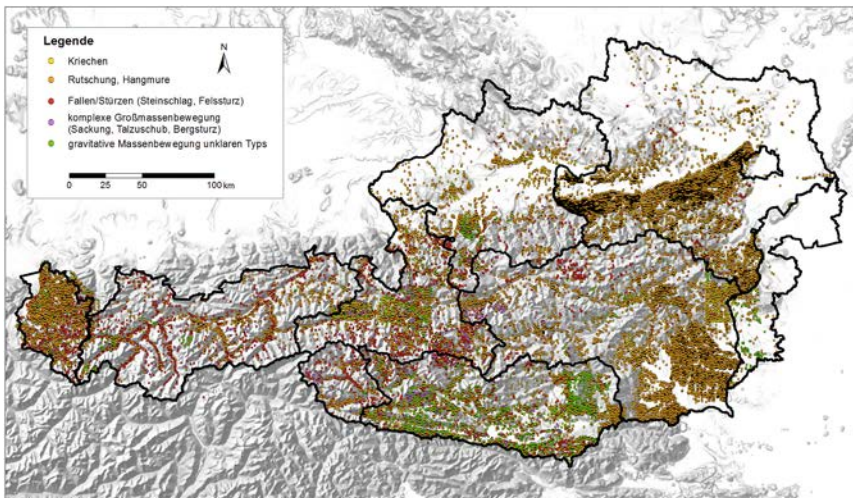 Legende
N
Kriechen
Rutschung, Hangmure
Fallen/Stürzen (Steinschlag, Felssturz)
komplexe Großmassenbewegung
(Sackung, Talzuschub, Bergsturz)
gravitative Massenbewegung unklaren Typs
0 25 50 100 km